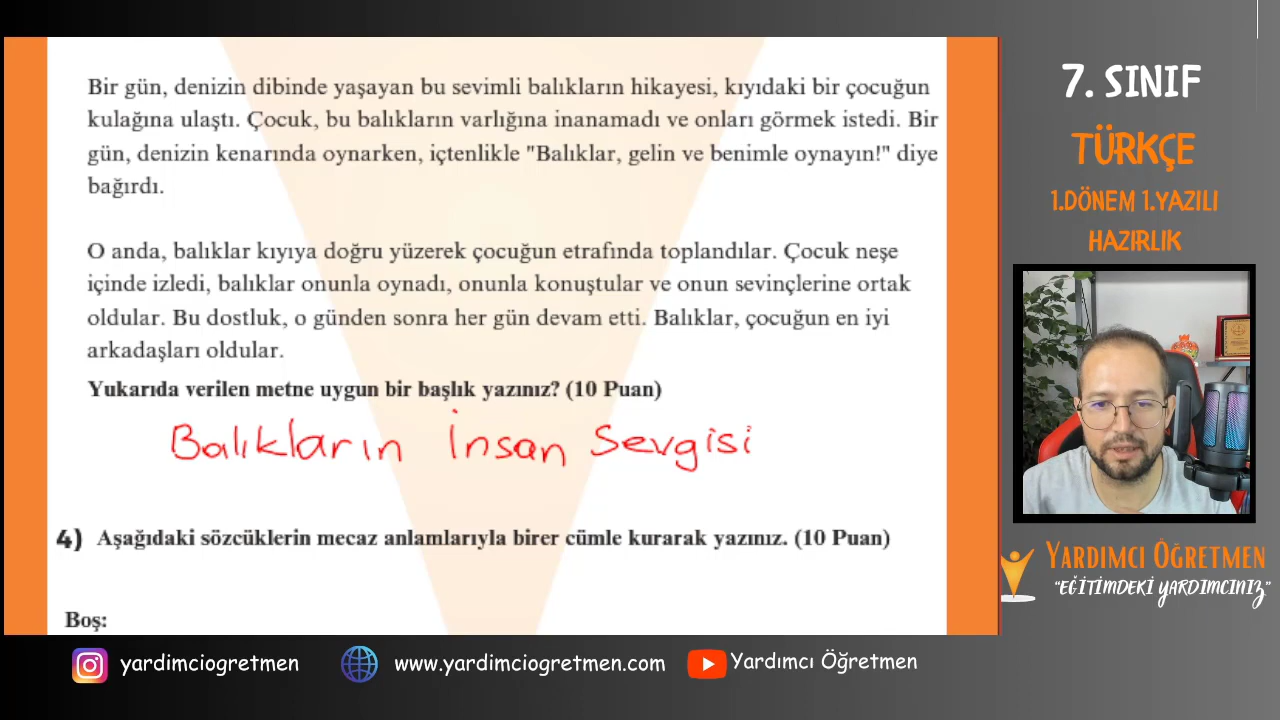 Bir gün, denizin dibinde yaşayan bu sevimli balıkların hikayesi, kıyıdaki bir çocuğun
kulağına ulaştı. Çocuk, bu balıkların varlığına inanamadı ve onları görmek istedi. Bir
gün, denizin kenarında oynarken, içtenlikle "Balıklar, gelin ve benimle oynayın!" diye
bağırdı.
O anda, balıklar kıyıya doğru yüzerek çocuğun etrafında toplandılar. Çocuk neşe
içinde izledi, balıklar onunla oynadı, onunla konuştular ve onun sevinçlerine ortak
oldular. Bu dostluk, o günden sonra her gün devam etti. Balıklar, çocuğun en iyi
arkadaşları oldular.
Yukarıda verilen metne uygun bir başlık yazınız? (10 Puan)
Balıkların İnsan Sevgisi
4) Aşağıdaki sözcüklerin mecaz anlamlarıyla birer cümle kurarak yazınız. (10 Puan)
Boş:
7. SINIF
TÜRKÇE
1.DÖNEM 1.YAZILI
HAZIRLIK
YARDIMCI ÖĞRETMEN
"EĞİTİMDEKİ YARDIMCINIZ"
yardimciogretmen
www.yardimciogretmen.com
Yardımcı Öğretmen